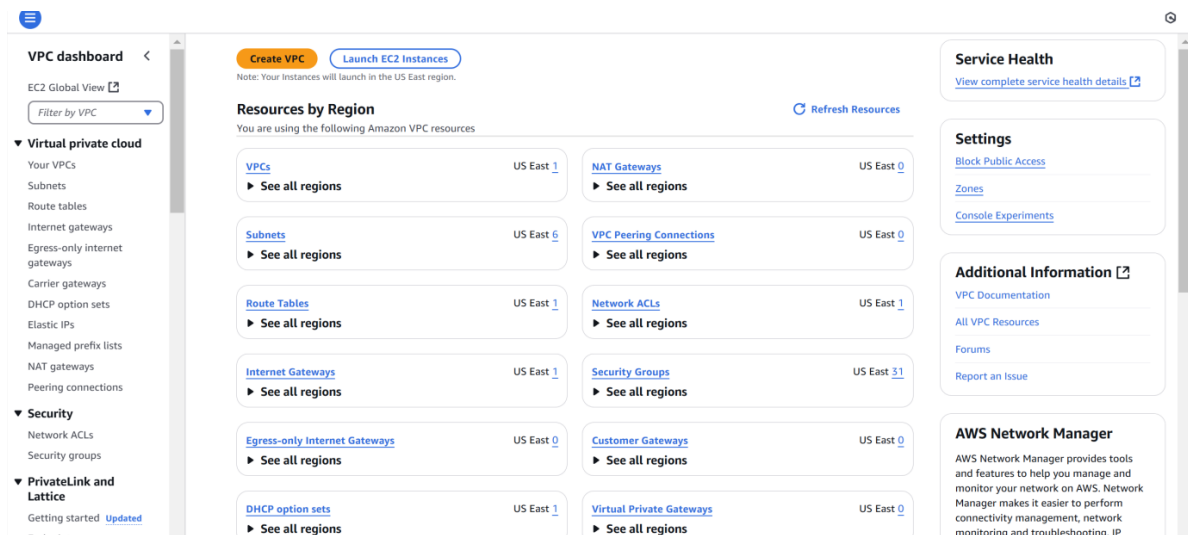 VPC dashboard
EC2 Global View
Filter by VPC
Virtual private cloud
Your VPCs
Subnets
Route tables
Internet gateways
Egress-only internet
gateways
Carrier gateways
DHCP option sets
Elastic IPs
Managed prefix lists
NAT gateways
Peering connections
Security
Network ACLs
Security groups
PrivateLink and
Lattice
Getting started Updated
Create VPC
Launch EC2 Instances
Note: Your Instances will launch in the US East region.
Resources by Region
Refresh Resources
You are using the following Amazon VPC resources
VPCs US East 1
See all regions
NAT Gateways US East 0
See all regions
Subnets US East 6
See all regions
VPC Peering Connections US East 0
See all regions
Route Tables US East 1
See all regions
Network ACLs US East 1
See all regions
Internet Gateways US East 1
See all regions
Security Groups US East 31
See all regions
Egress-only Internet Gateways US East 0
See all regions
Customer Gateways US East 0
See all regions
DHCP option sets US East 1
See all regions
Virtual Private Gateways US East 0
See all regions
Service Health
View complete service health details
Settings
Block Public Access
Zones
Console Experiments
Additional Information
VPC Documentation
All VPC Resources
Forums
Report an Issue
AWS Network Manager
AWS Network Manager provides tools
and features to help you manage and
monitor your network on AWS. Network
Manager makes it easier to perform
connectivity management, network
monitoring and troubleshooting, IP